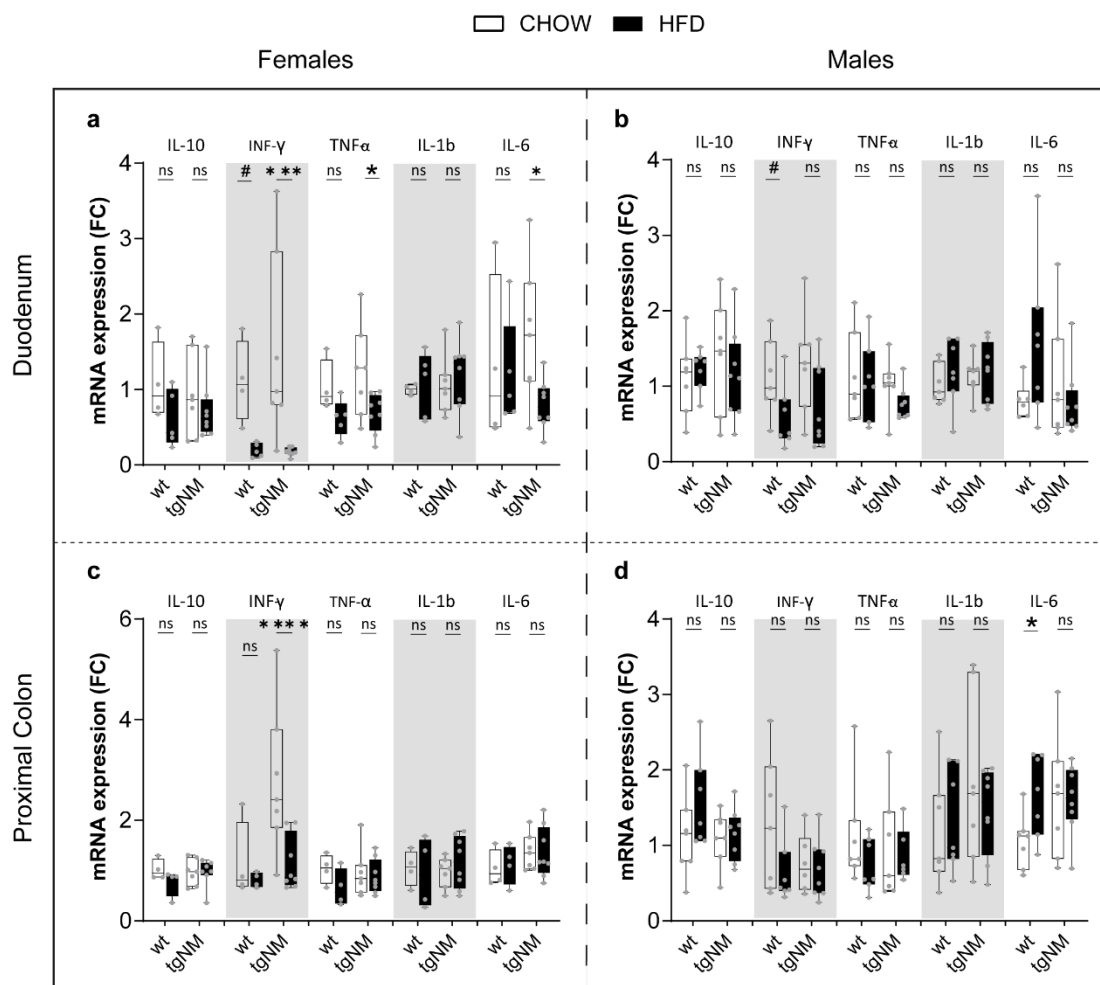 CHOW HFD
Females Males
Duodenum
Proximal Colon
a
IL-10 INF-γ TNFα IL-1b IL-6
ns ns # * ** ns * ns ns ns *
mRNA expression (FC)
4
3
2
1
0
wt tgNM wt tgNM wt tgNM wt tgNM wt tgNM
b
IL-10 INFγ TNFα IL-1b IL-6
ns ns # ns ns ns ns ns ns ns
mRNA expression (FC)
4
3
2
1
0
wt tgNM wt tgNM wt tgNM wt tgNM wt tgNM
c
IL-10 INFγ TNF-α IL-1b IL-6
ns ns ns * ** * ns ns ns ns ns ns
mRNA expression (FC)
6
4
2
0
wt tgNM wt tgNM wt tgNM wt tgNM wt tgNM
d
IL-10 INF-γ TNFα IL-1b IL-6
ns ns ns ns ns ns ns ns * ns
mRNA expression (FC)
4
3
2
1
0
wt tgNM wt tgNM wt tgNM wt tgNM wt tgNM